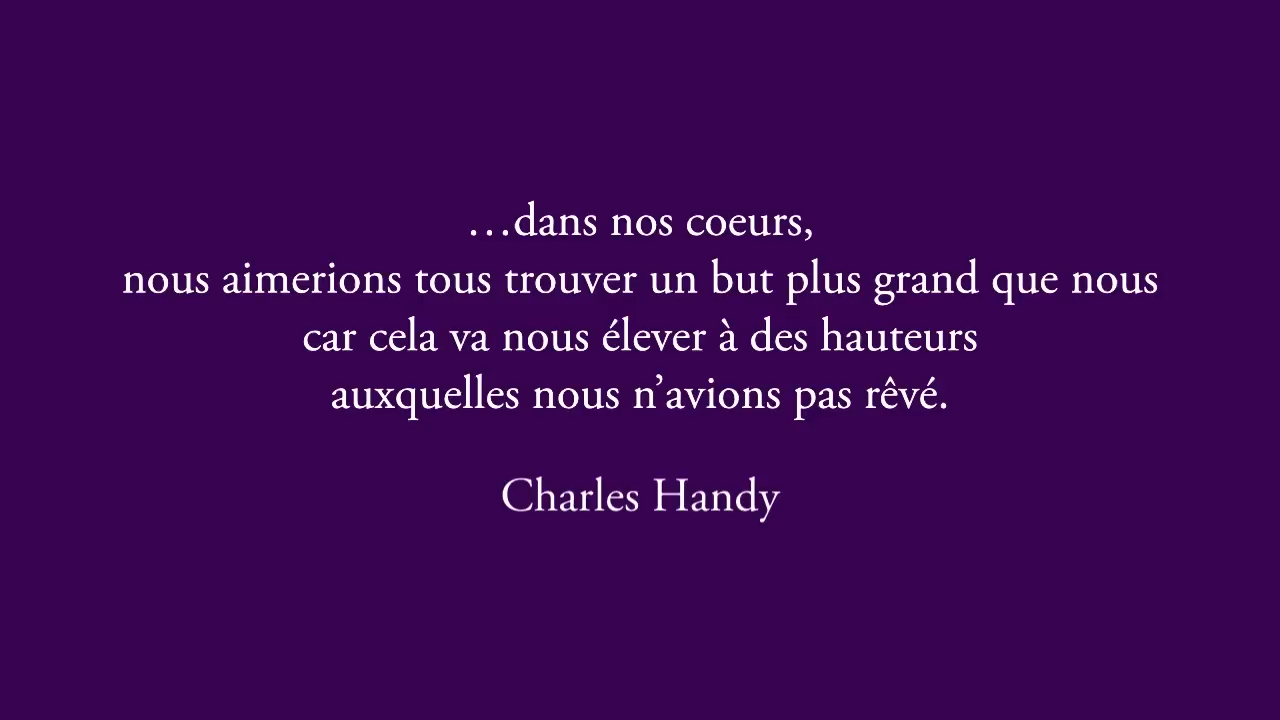 …dans nos coeurs,
nous aimerions tous trouver un but plus grand que nous
car cela va nous élever à des hauteurs
auxquelles nous n’avions pas rêvé.
Charles Handy